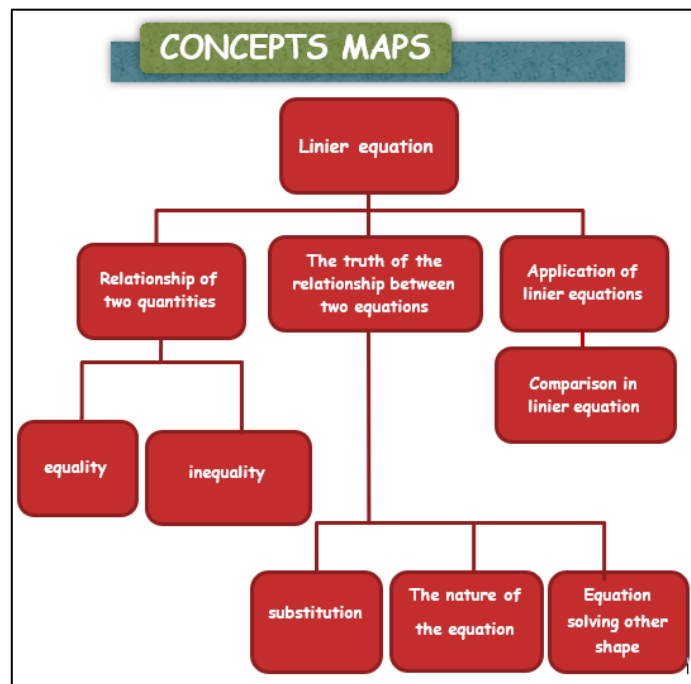 CONCEPTS MAPS
Linier equation
Relationship of
two quantities
The truth of the
relationship between
two equations
Application of
linier equations
Comparison in
linier equation
equality
inequality
substitution
The nature of
the equation
Equation
solving other
shape